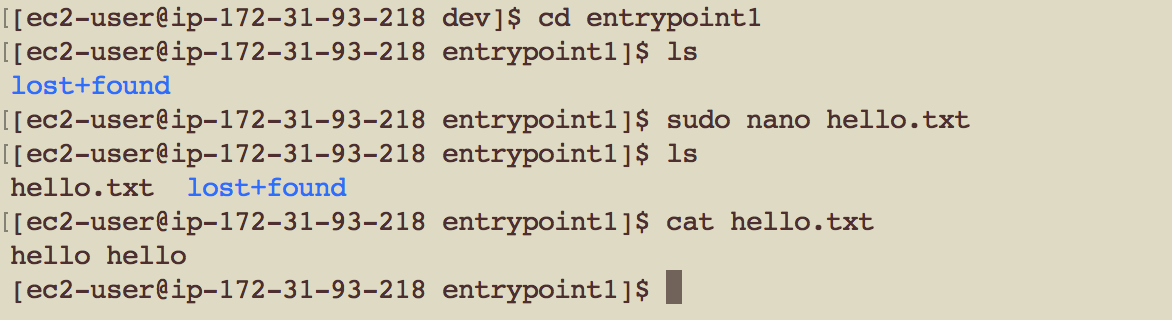 [[ec2-user@ip-172-31-93-218 dev]$ cd entrypoint1
[[ec2-user@ip-172-31-93-218 entrypoint1]$ ls
lost+found
[[ec2-user@ip-172-31-93-218 entrypoint1]$ sudo nano hello.txt
[[ec2-user@ip-172-31-93-218 entrypoint1]$ ls
hello.txt  lost+found
[[ec2-user@ip-172-31-93-218 entrypoint1]$ cat hello.txt
hello hello
[ec2-user@ip-172-31-93-218 entrypoint1]$